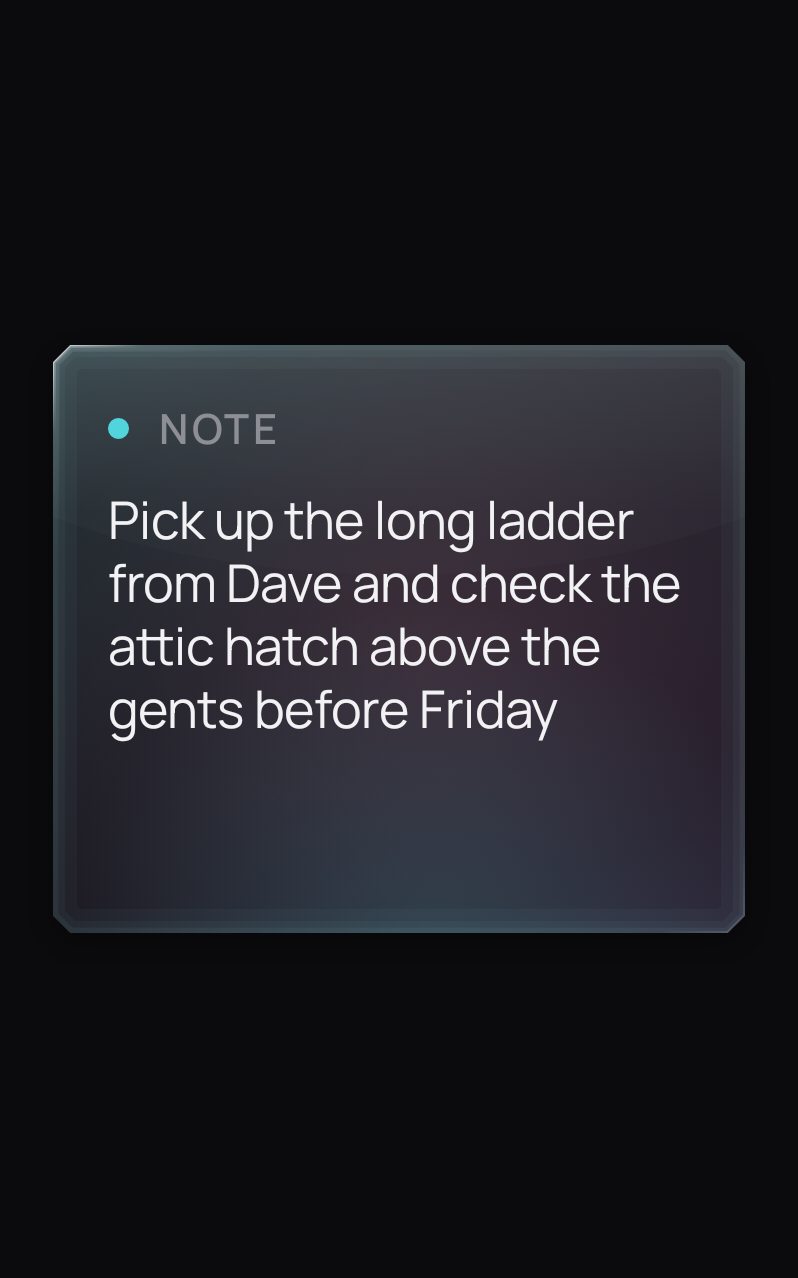 NOTE
Pick up the long ladder
from Dave and check the
attic hatch above the
gents before Friday